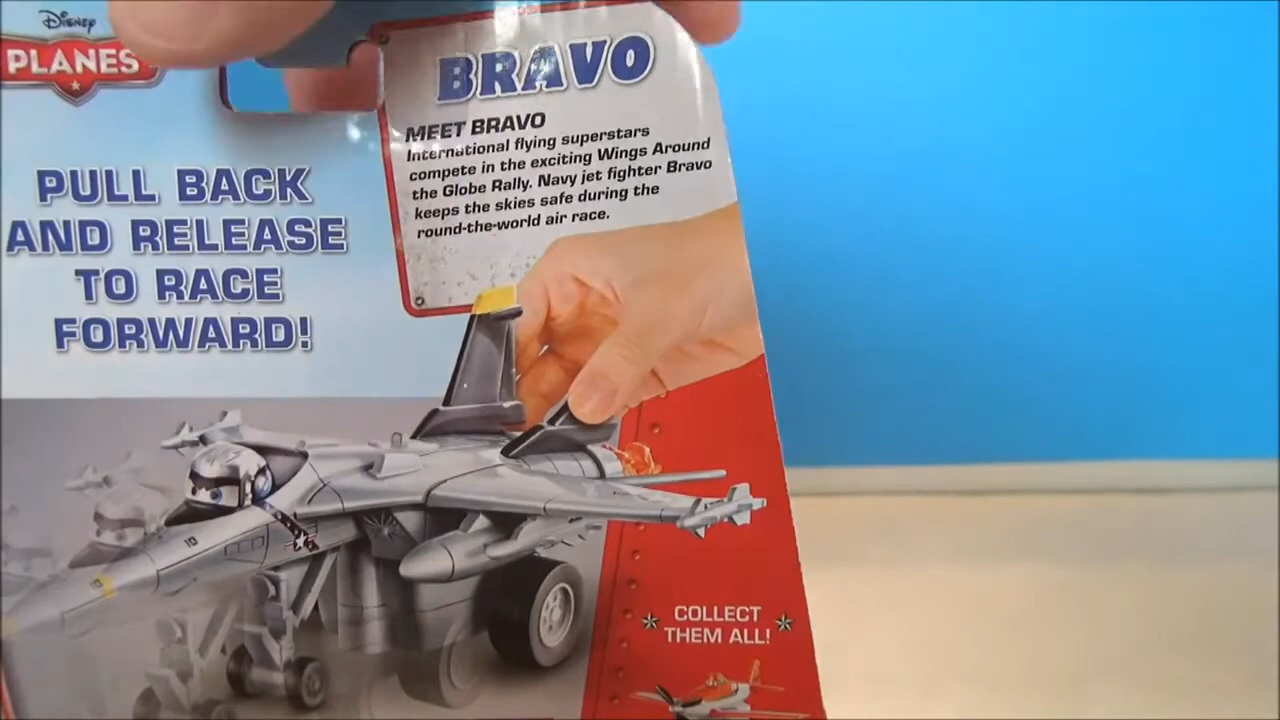 Disney
PLANES
BRAVO
MEET BRAVO
International flying superstars
compete in the exciting Wings Around
the Globe Rally. Navy jet fighter Bravo
keeps the skies safe during the
round-the-world air race.
PULL BACK
AND RELEASE
TO RACE
FORWARD!
10
COLLECT
THEM ALL!